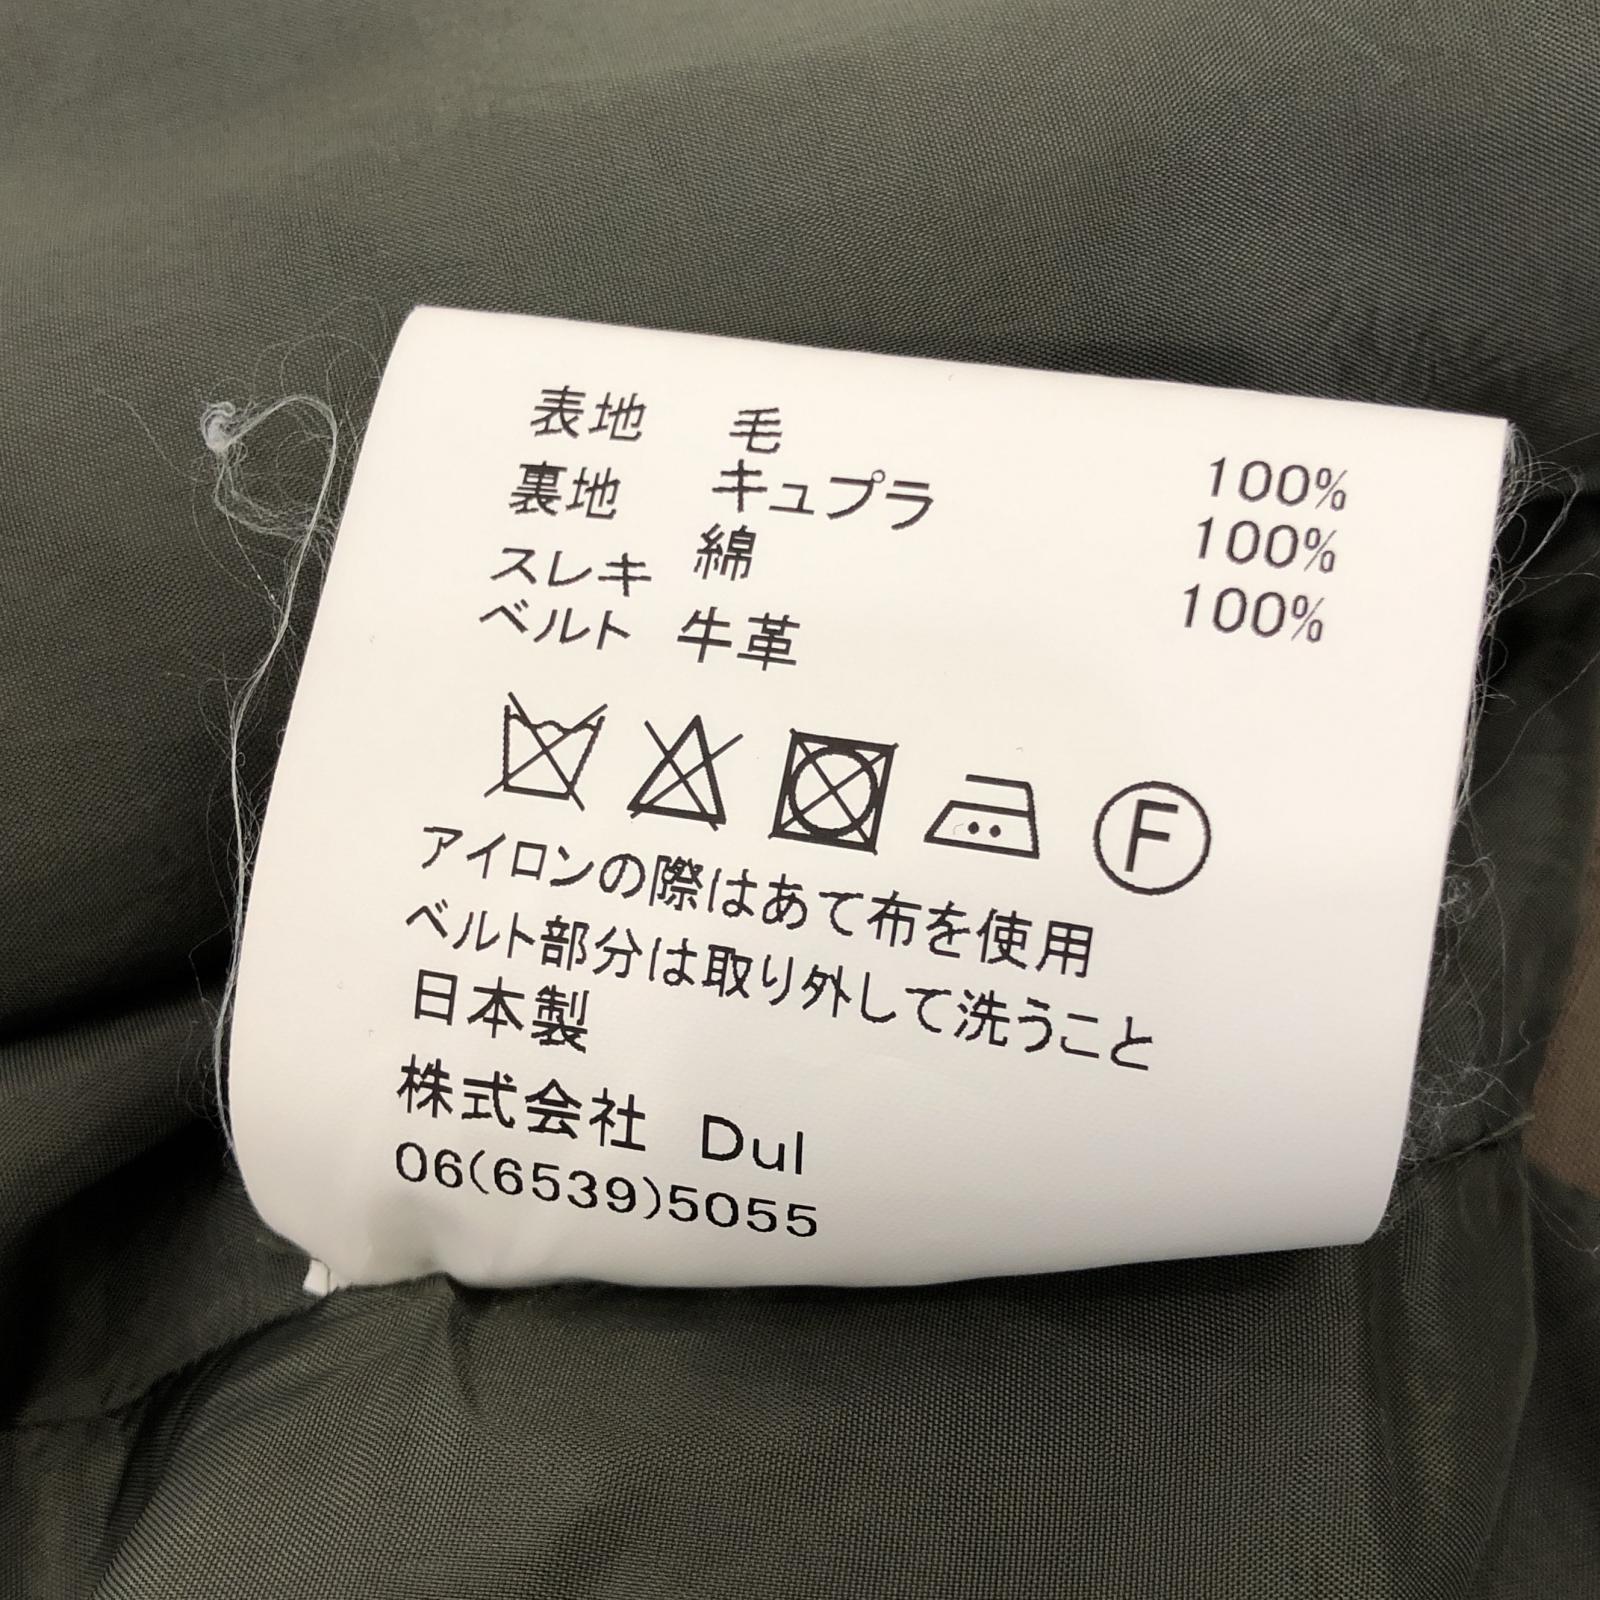 表地 毛 100%
裏地 キュプラ 100%
スレキ 綿 100%
ベルト 牛革
F
アイロンの際はあて布を使用
ベルト部分は取り外して洗うこと
日本製
株式会社 Dul
06(6539)5055